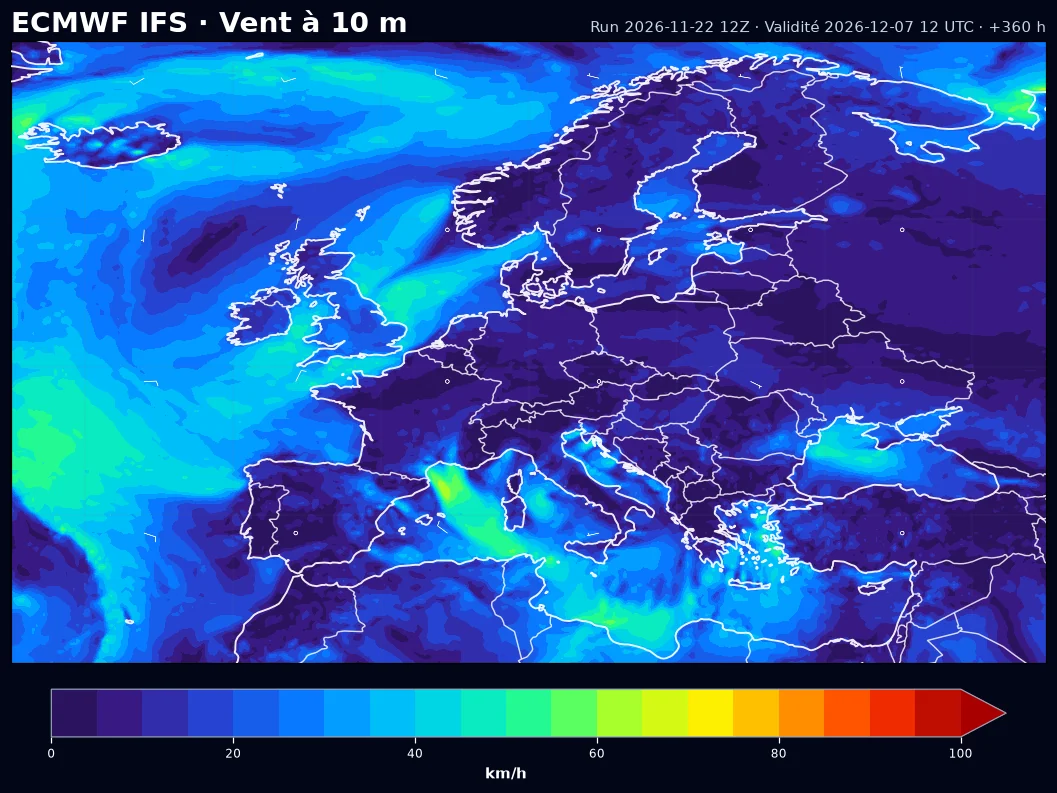 ECMWF IFS · Vent à 10 m
Run 2026-11-22 12Z · Validité 2026-12-07 12 UTC · +360 h
0 20 40 60 80 100
km/h